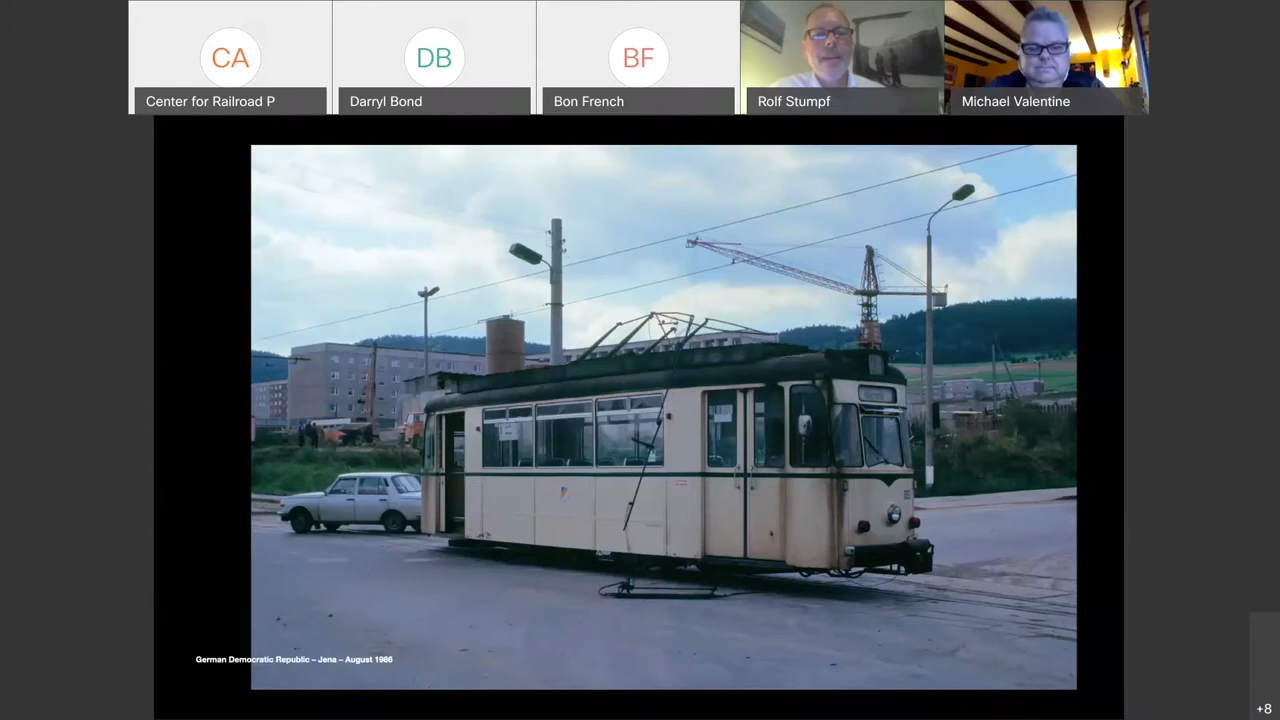 CA
DB
BF
Center for Railroad P
Darryl Bond
Bon French
Rolf Stumpf
Michael Valentine
German Democratic Republic – Jena – August 1986
+8